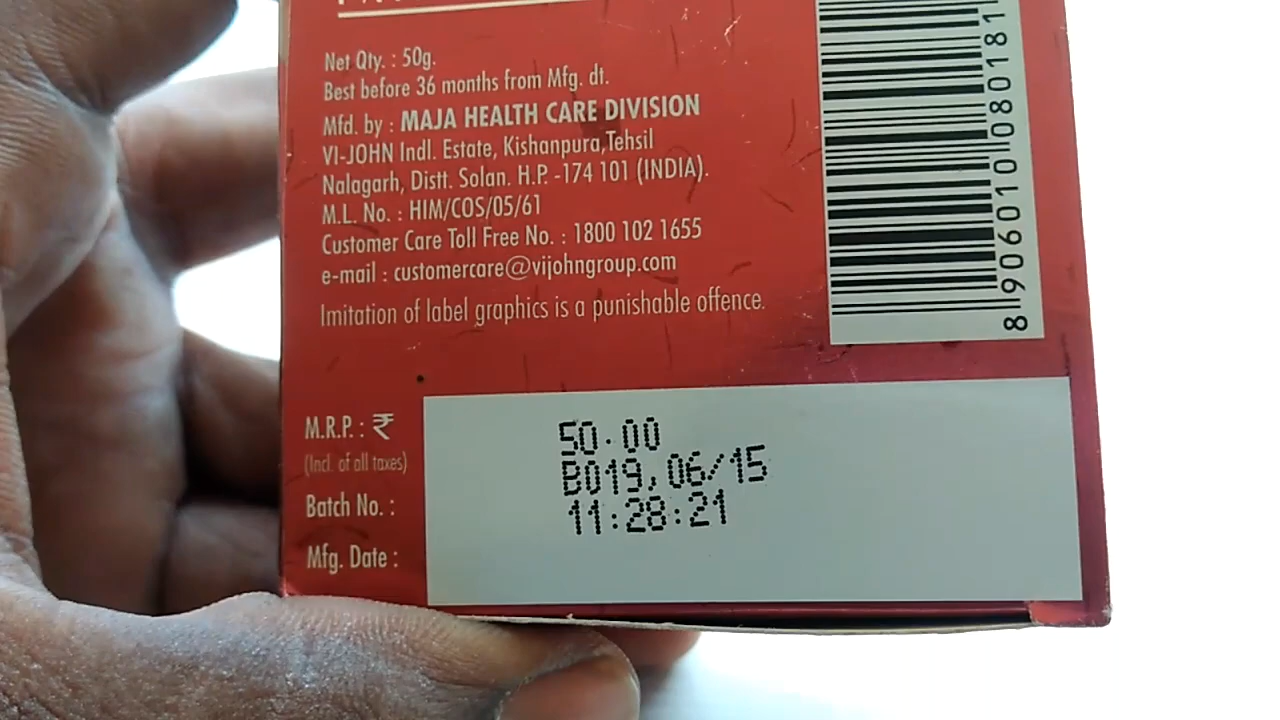 Net Qty. : 50g.
Best before 36 months from Mfg. dt.
Mfd. by : MAJA HEALTH CARE DIVISION
VI-JOHN Indl. Estate, Kishanpura,Tehsil
Nalagarh, Distt. Solan. H.P. -174 101 (INDIA).
M.L. No. : HIM/COS/05/61
Customer Care Toll Free No. : 1800 102 1655
e-mail : customercare@vijohngroup.com
Imitation of label graphics is a punishable offence.
8 906010 080181
M.R.P. : ₹
(Incl. of all taxes)
Batch No. :
Mfg. Date :
50.00
B019,06/15
11:28:21